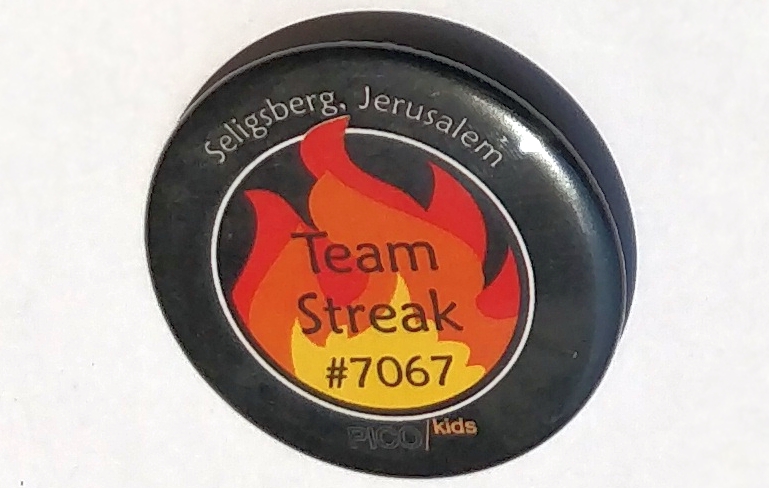 Seligsberg, Jerusalem
Team
Streak
#7067
PICO kids